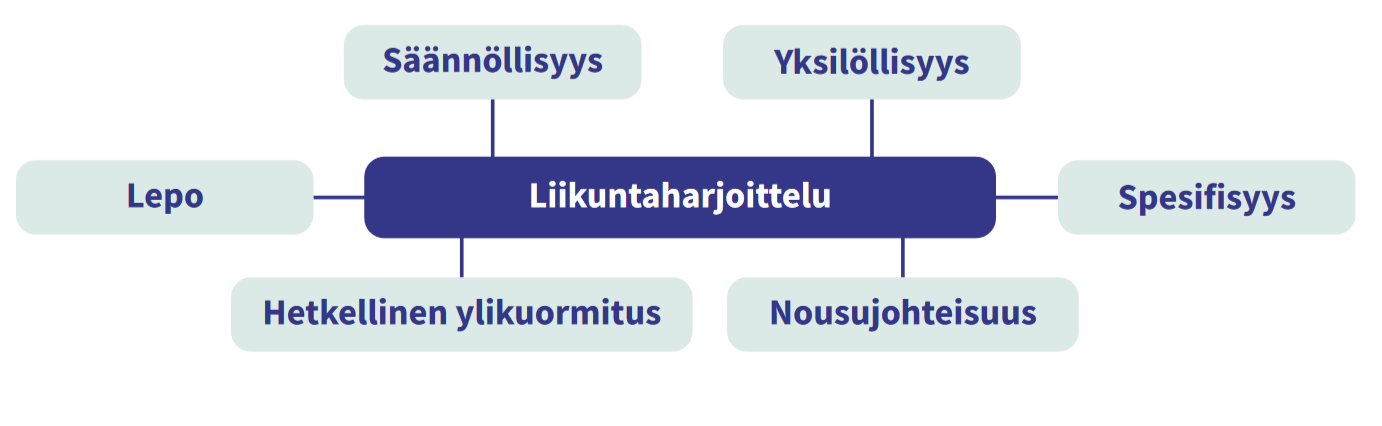 Säännöllisyys
Yksilöllisyys
Lepo
Liikuntaharjoittelu
Spesifisyys
Hetkellinen ylikuormitus
Nousujohteisuus